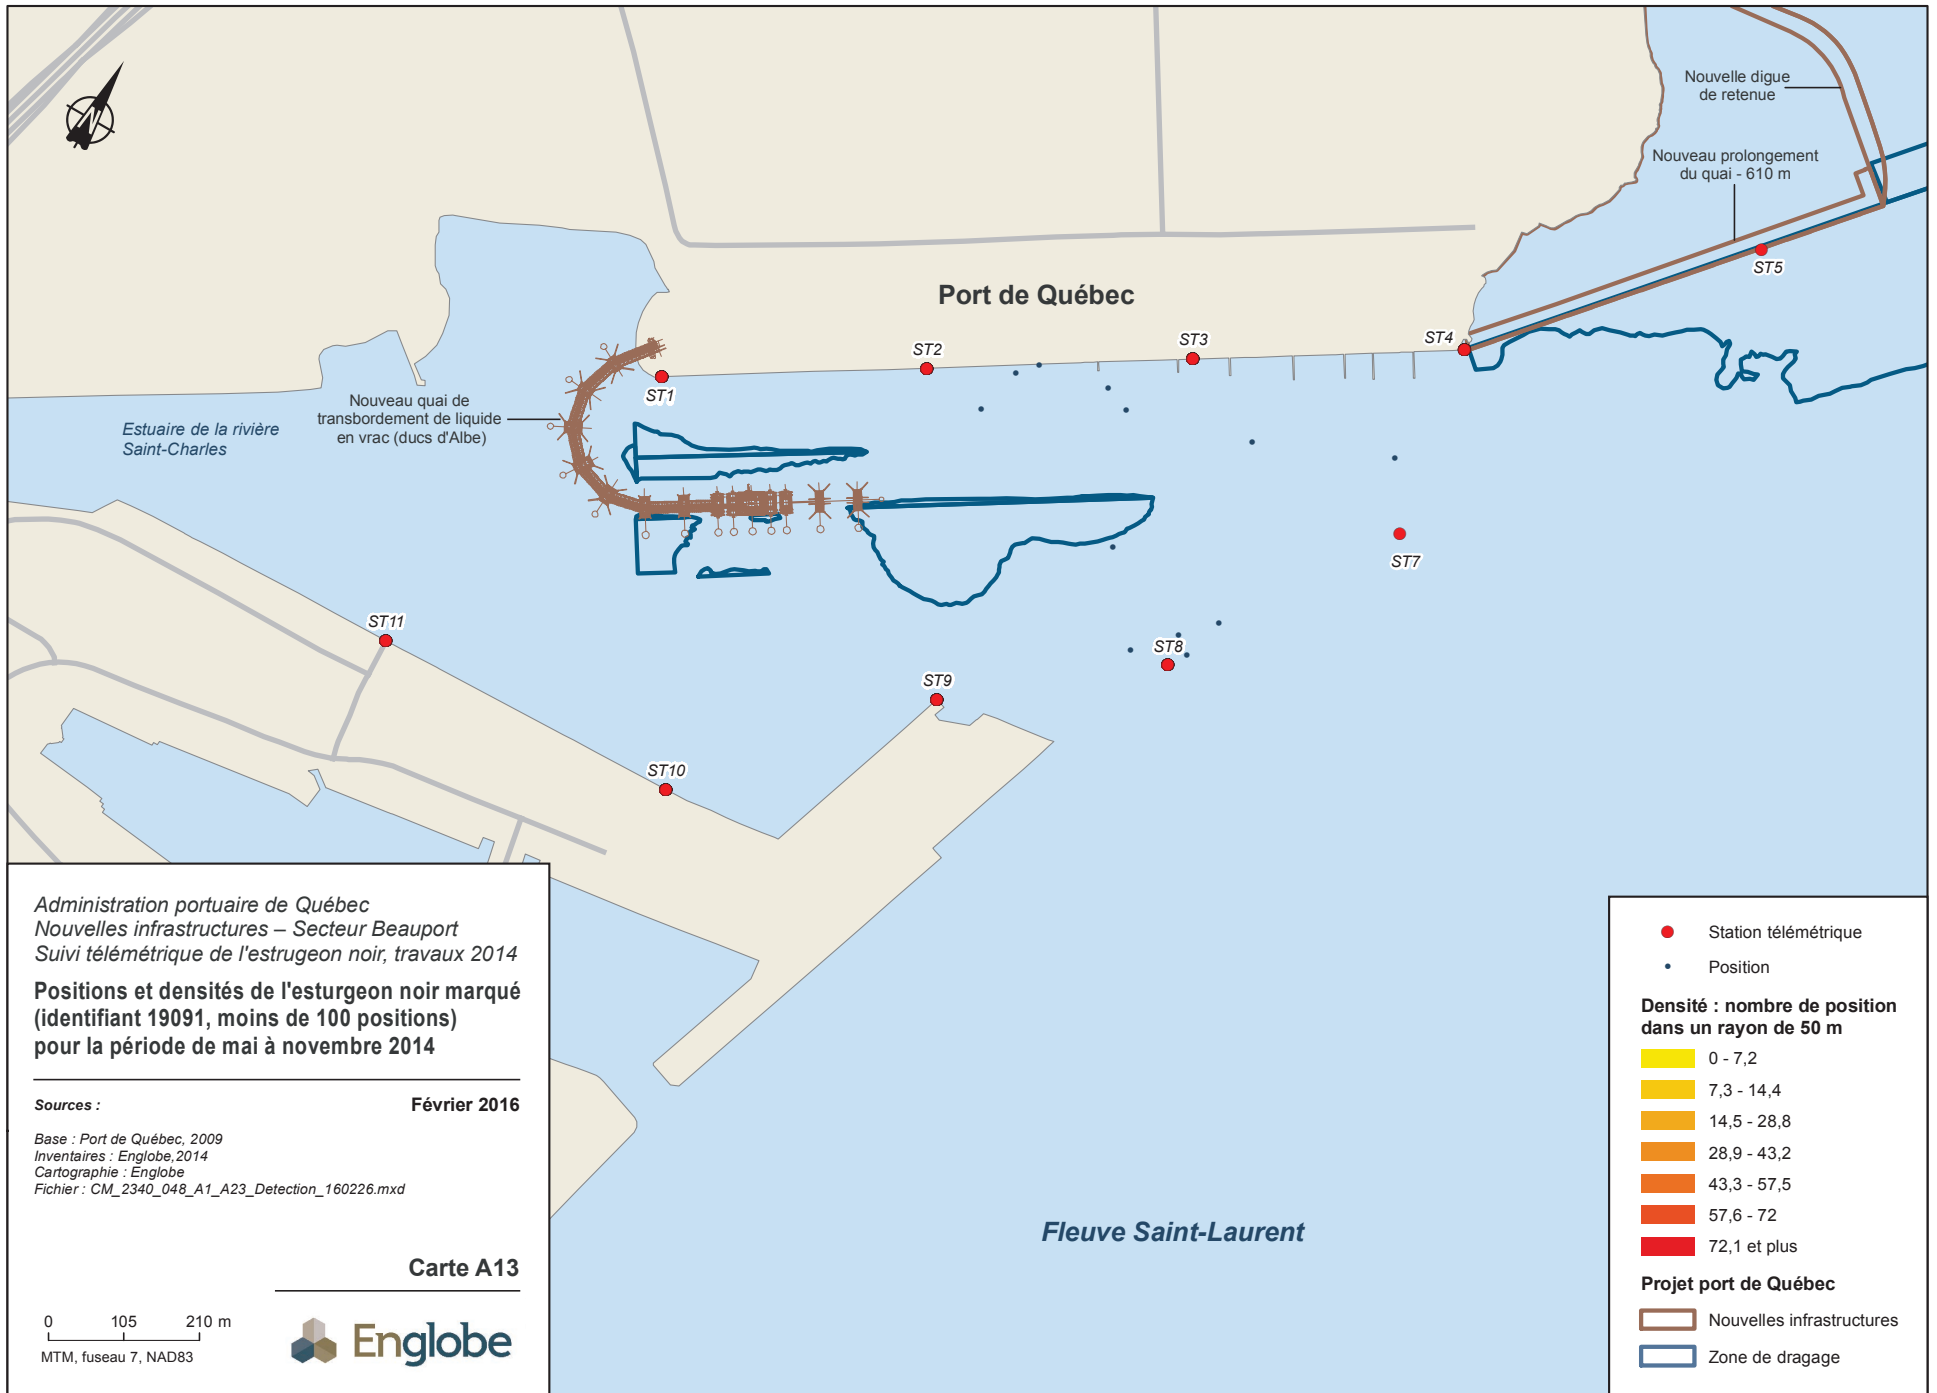 Nouvelle digue
de retenue
Nouveau prolongement
du quai - 610 m
ST5
Port de Québec
ST4
ST3
ST2
ST1
Nouveau quai de
transbordement de liquide
en vrac (ducs d'Albe)
Estuaire de la rivière
Saint-Charles
ST7
ST11
ST8
ST9
ST10
Fleuve Saint-Laurent
N
Administration portuaire de Québec
Nouvelles infrastructures – Secteur Beauport
Suivi télémétrique de l'estrugeon noir, travaux 2014
Positions et densités de l'esturgeon noir marqué
(identifiant 19091, moins de 100 positions)
pour la période de mai à novembre 2014
Sources : Février 2016
Base : Port de Québec, 2009
Inventaires : Englobe,2014
Cartographie : Englobe
Fichier : CM_2340_048_A1_A23_Detection_160226.mxd
Carte A13
0 105 210 m
MTM, fuseau 7, NAD83
Englobe
Station télémétrique
Position
Densité : nombre de position
dans un rayon de 50 m
0 - 7,2
7,3 - 14,4
14,5 - 28,8
28,9 - 43,2
43,3 - 57,5
57,6 - 72
72,1 et plus
Projet port de Québec
Nouvelles infrastructures
Zone de dragage